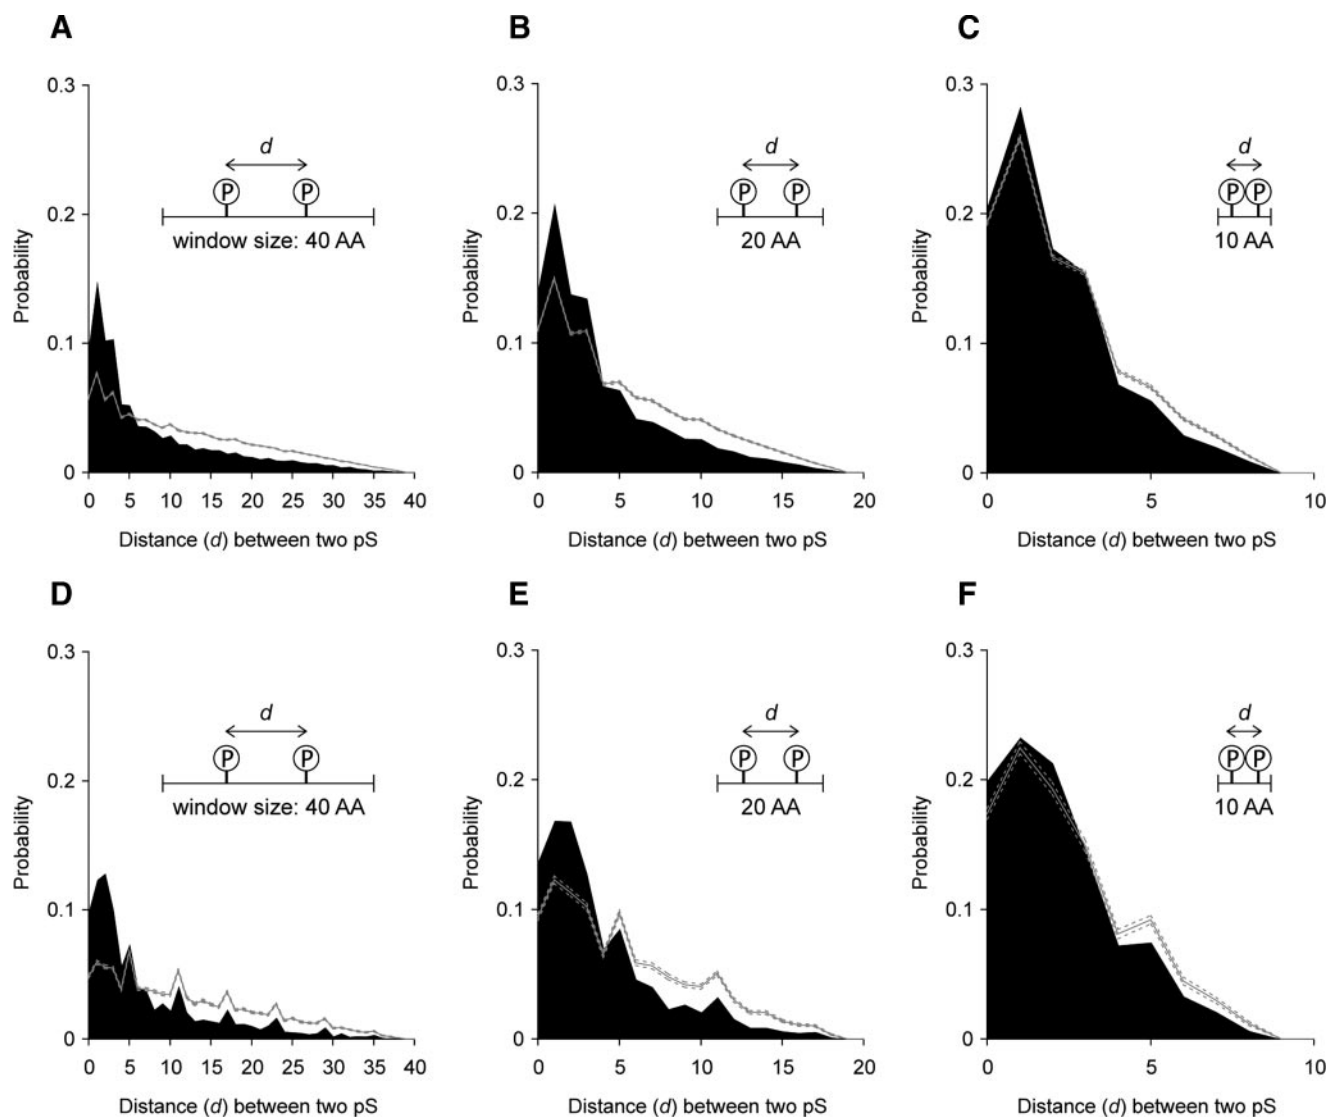 A
B
C
0.3
0.2
0.1
0
Probability
d
P P
window size: 40 AA
0 5 10 15 20 25 30 35 40
Distance (d) between two pS
0.3
0.2
0.1
0
Probability
d
P P
20 AA
0 5 10 15 20
Distance (d) between two pS
0.3
0.2
0.1
0
Probability
d
P P
10 AA
0 5 10
Distance (d) between two pS
D
E
F
0.3
0.2
0.1
0
Probability
d
P P
window size: 40 AA
0 5 10 15 20 25 30 35 40
Distance (d) between two pS
0.3
0.2
0.1
0
Probability
d
P P
20 AA
0 5 10 15 20
Distance (d) between two pS
0.3
0.2
0.1
0
Probability
d
P P
10 AA
0 5 10
Distance (d) between two pS